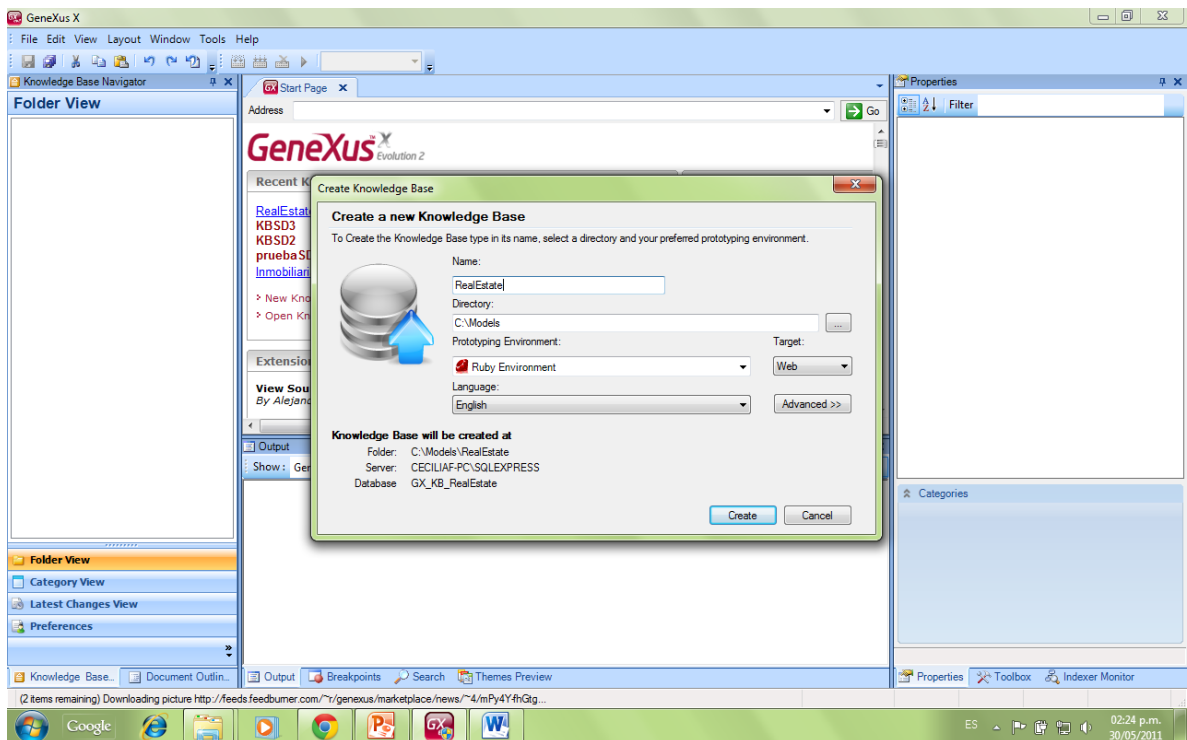 GeneXus X
File Edit View Layout Window Tools Help
Knowledge Base Navigator
Folder View
Start Page
Address
Go
GeneXus X Evolution 2
Recent K
RealEstat
KBSD3
KBSD2
pruebaSD
Inmobiliari
New Kno
Open Kn
Extension
View Sou
By Alejand
Create Knowledge Base
Create a new Knowledge Base
To Create the Knowledge Base type in its name, select a directory and your preferred prototyping environment.
Name:
RealEstate
Directory:
C:\Models
...
Prototyping Environment:
Target:
Ruby Environment
Web
Language:
English
Advanced >>
Knowledge Base will be created at
Folder: C:\Models\RealEstate
Server: CECILIAF-PC\SQLEXPRESS
Database GX_KB_RealEstate
Create
Cancel
Output
Show: Ger
Properties
Filter
Categories
Folder View
Category View
Latest Changes View
Preferences
Knowledge Base..
Document Outlin..
Output
Breakpoints
Search
Themes Preview
Properties
Toolbox
Indexer Monitor
(2 items remaining) Downloading picture http://feeds.feedburner.com/~r/genexus/marketplace/news/~4/mPy4Y-fhGtg...
Google
ES
02:24 p.m.
30/05/2011